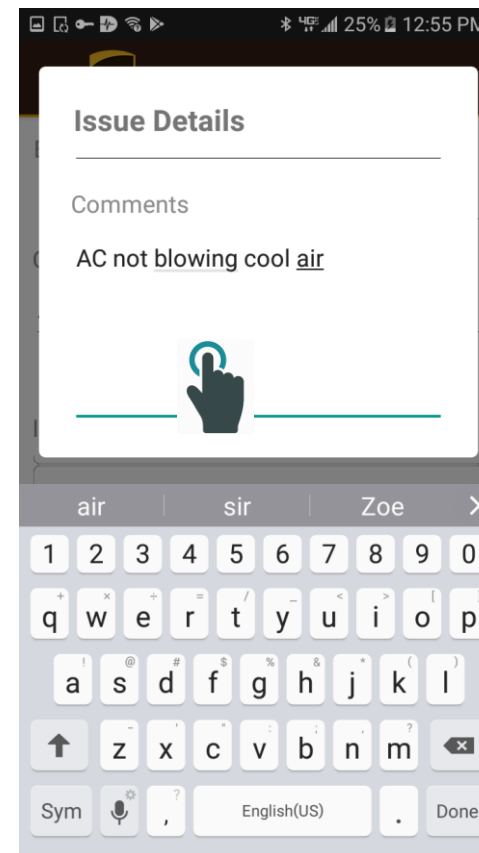 4G 25% 12:55 PM
Issue Details
Comments
AC not blowing cool air
air sir Zoe
1 2 3 4 5 6 7 8 9 0
+ × ÷ = / _ < > [ ]
q w e r t y u i o p
! @ # $ % & * ( )
a s d f g h j k l
- ' " : ; , ?
z x c v b n m
Sym , ? English(US) . Done